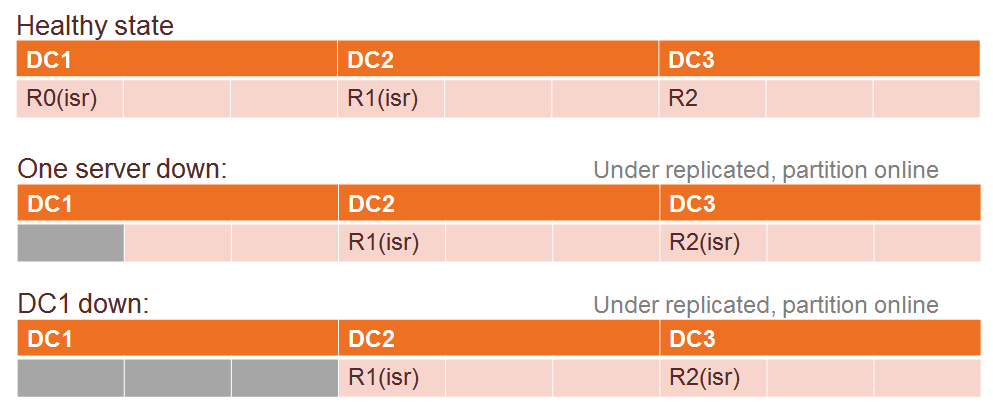 Healthy state
DC1 DC2 DC3
R0(isr) R1(isr) R2
One server down: Under replicated, partition online
DC1 DC2 DC3
R1(isr) R2(isr)
DC1 down: Under replicated, partition online
DC1 DC2 DC3
R1(isr) R2(isr)